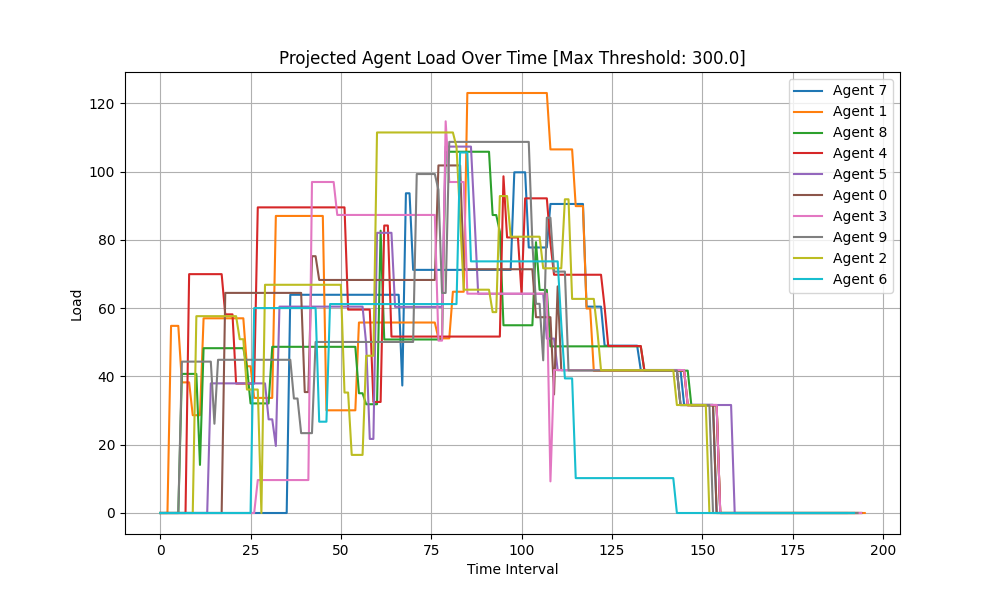 Projected Agent Load Over Time [Max Threshold: 300.0]
Load
120
100
80
60
40
20
0
Agent 7
Agent 1
Agent 8
Agent 4
Agent 5
Agent 0
Agent 3
Agent 9
Agent 2
Agent 6
0 25 50 75 100 125 150 175 200
Time Interval